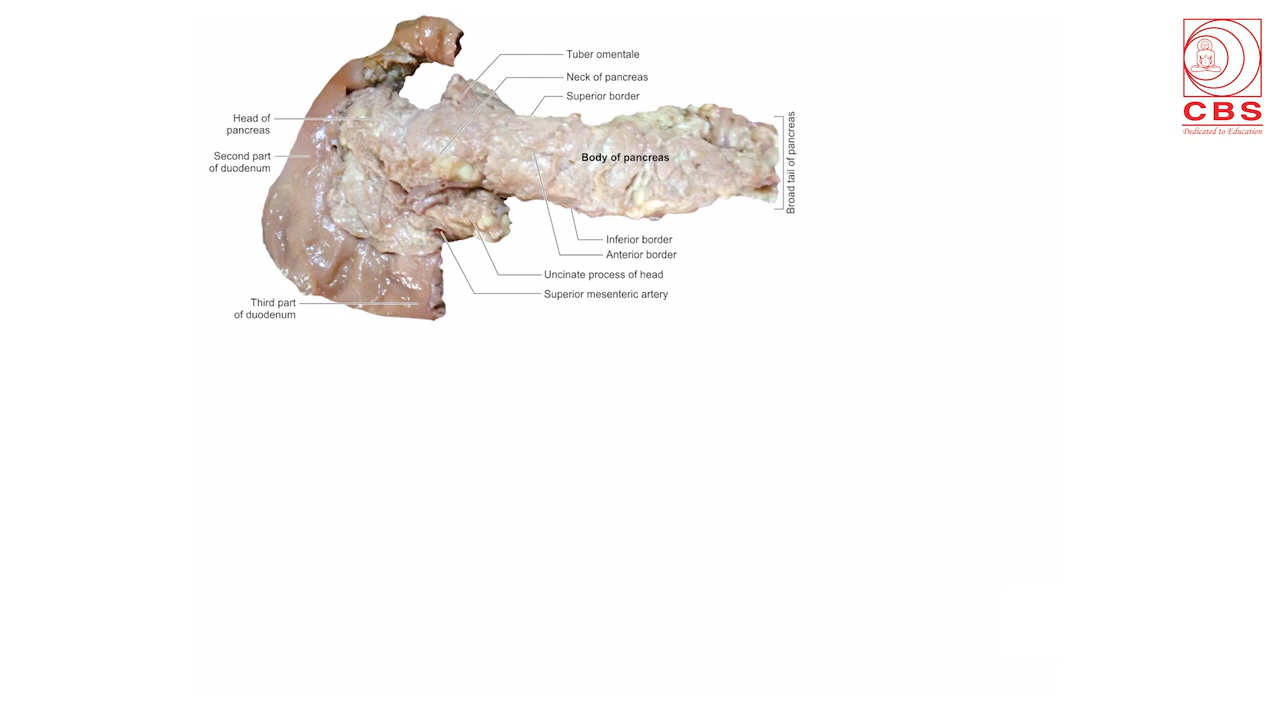 Tuber omentale
Neck of pancreas
Superior border
Head of
pancreas
Second part
of duodenum
Body of pancreas
Broad tail of pancreas
Inferior border
Anterior border
Uncinate process of head
Superior mesenteric artery
Third part
of duodenum
CBS
Dedicated to Education